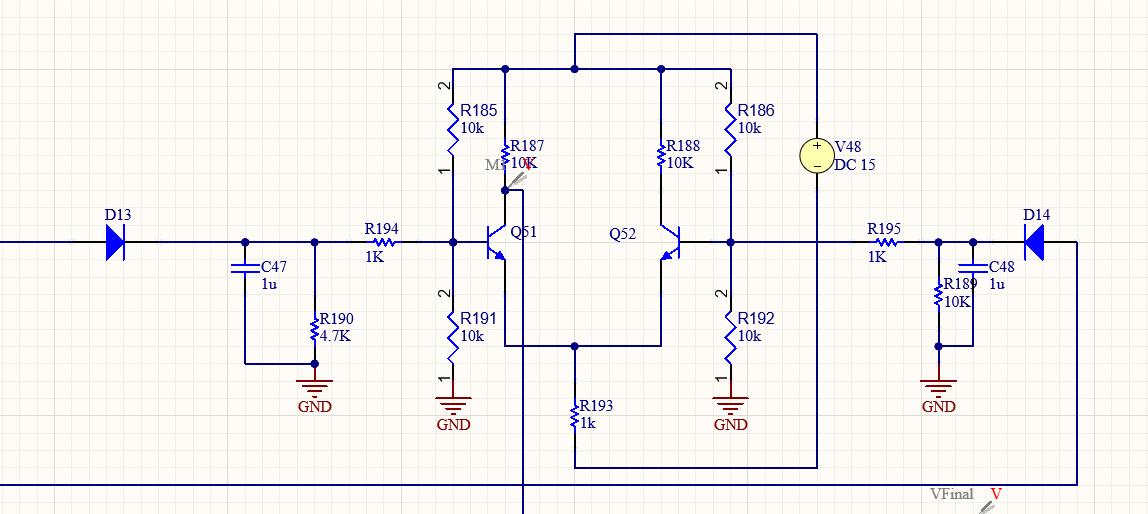 2
2
R185
10k
R186
10k
R187
10K
R188
10K
V48
DC 15
+
−
1
1
M
V
D13
R194
1K
Q51
Q52
R195
1K
D14
C47
1u
C48
1u
R189
10K
2
2
R190
4.7K
R191
10k
R192
10k
1
1
GND
GND
R193
1k
GND
GND
VFinal V